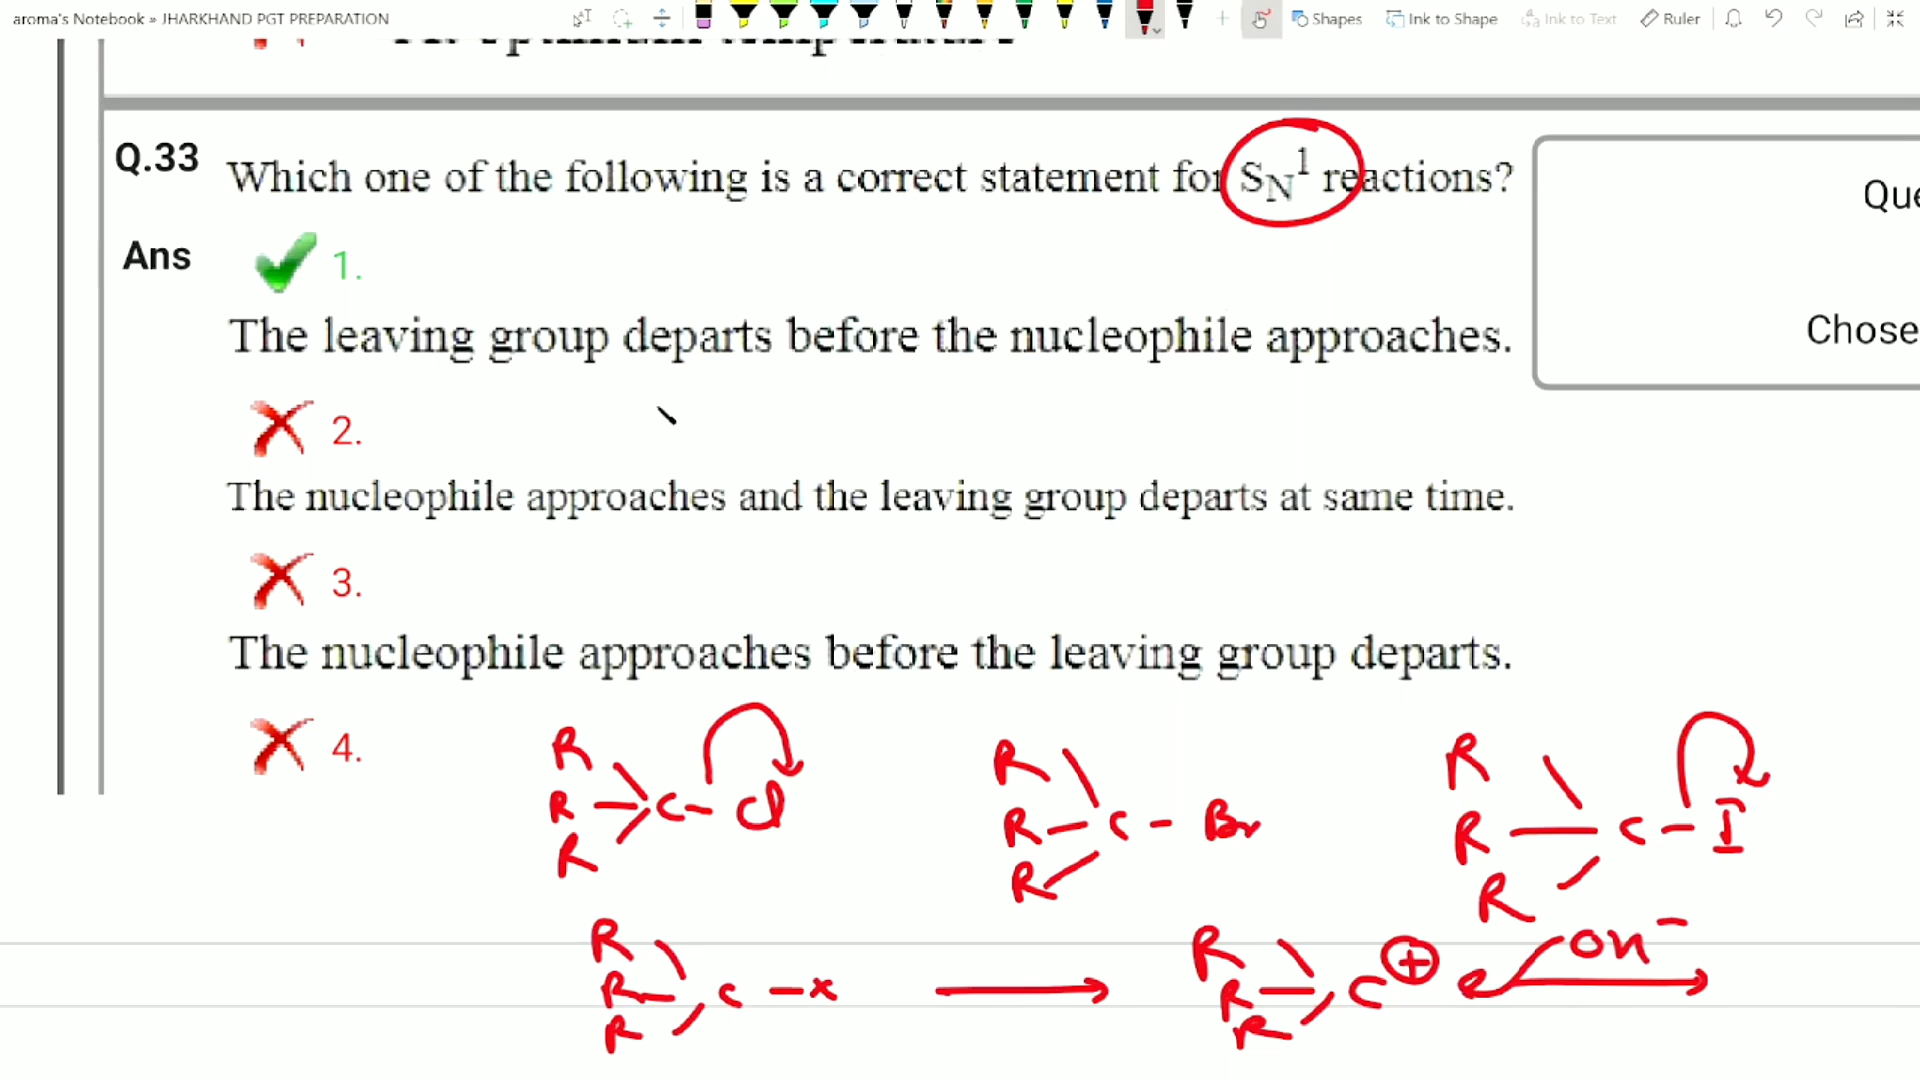 aroma's Notebook » JHARKHAND PGT PREPARATION
Shapes Ink to Shape Ink to Text Ruler
Q.33 Which one of the following is a correct statement for SN1 reactions?
Que
Ans 1.
The leaving group departs before the nucleophile approaches.
Chose
2.
The nucleophile approaches and the leaving group departs at same time.
3.
The nucleophile approaches before the leaving group departs.
4.
R R R
R C - Cl R - C - Br R - C - I
R R R
R R OH⁻
R C - x R C ⊕
R R